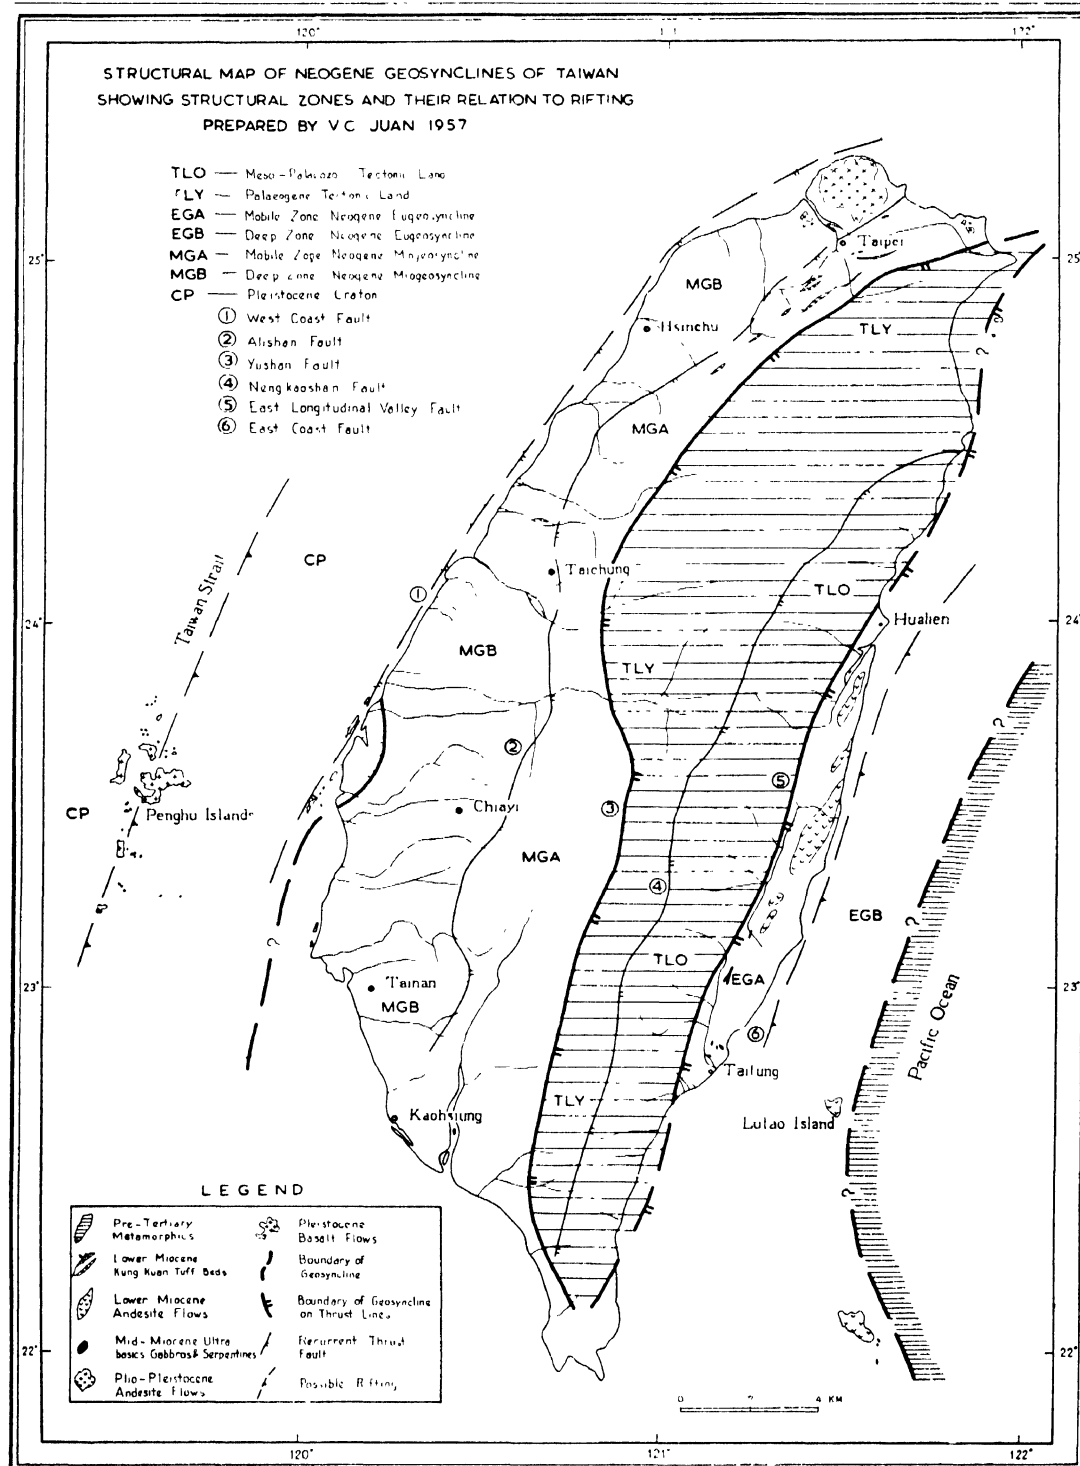 120°
122°
STRUCTURAL MAP OF NEOGENE GEOSYNCLINES OF TAIWAN
SHOWING STRUCTURAL ZONES AND THEIR RELATION TO RIFTING
PREPARED BY V C JUAN 1957
TLO — Tectonic Land
TLY — Palaeogene Tectonic Land
EGA — Mobile Zone Neogene Eugeosyncline
EGB — Deep Zone Neogene Eugeosyncline
MGA — Mobile Zone Neogene Miogeosyncline
MGB — Deep Zone Neogene Miogeosyncline
CP — Pleistocene Craton
① West Coast Fault
② Alishan Fault
③ Yushan Fault
④ Nengkaoshan Fault
⑤ East Longitudinal Valley Fault
⑥ East Coast Fault
25°
25°
Taipei
MGB
Hsinchu
TLY
MGA
?
CP
Taichung
Taiwan Strait
①
TLO
24°
24°
Hualien
MGB
TLY
②
?
⑤
Chiayi
③
CP
Penghu Islands
MGA
④
EGB
?
?
TLO
EGA
23°
23°
Tainan
MGB
Pacific Ocean
⑥
Taitung
TLY
Kaohsiung
Lutao Island
?
LEGEND
Pre-Tertiary
Metamorphics
Lower Miocene
Kung Kuan Tuff Beds
Lower Miocene
Andesite Flows
Mid-Miocene Ultra
basics Gabbros & Serpentines
Plio-Pleistocene
Andesite Flows
Pleistocene
Basalt Flows
Boundary of
Geosyncline
Boundary of Geosyncline
on Thrust Lines
Recurrent Thrust
Fault
Possible Rifting
22°
22°
0
4 KM
120°
121°
122°